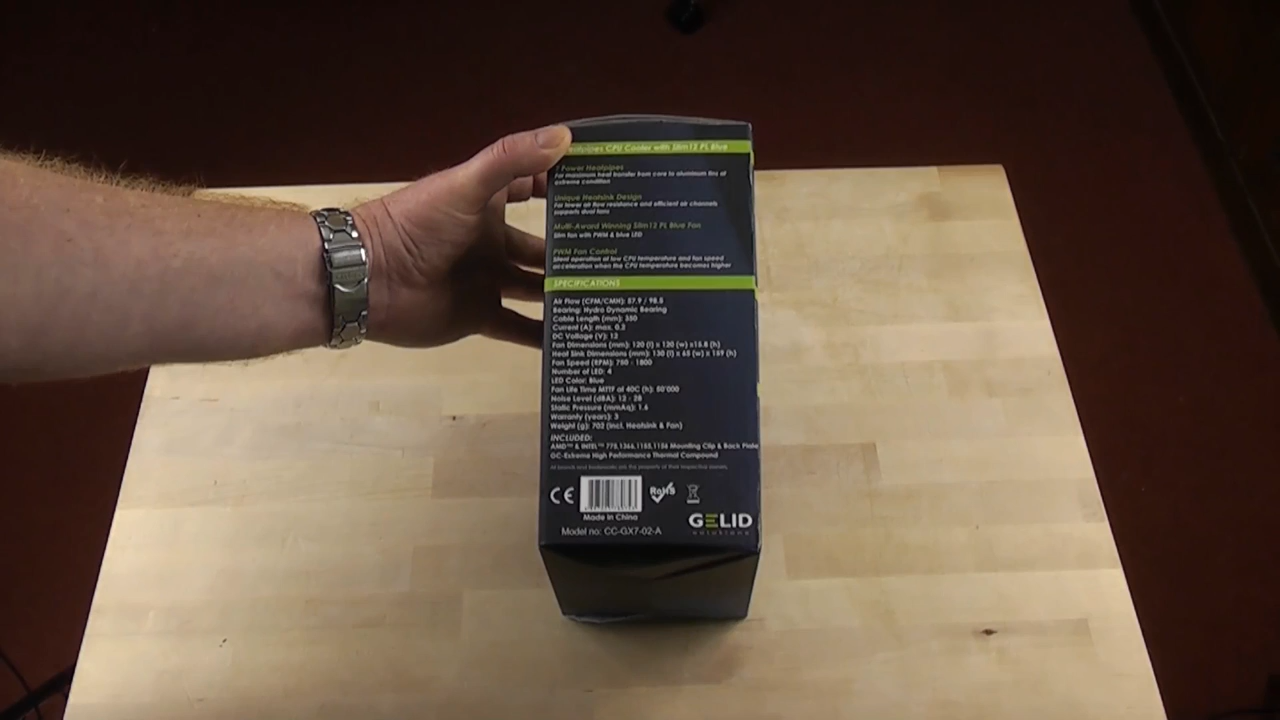 CPU Cooler with Slim12 PL Blue
7 Power Heatpipes
For maximum heat transfer from core to aluminum fins at
extreme condition
Unique Heatsink Design
For lower air flow resistance and efficient air channels
supports dual fans
Multi-Award Winning Slim12 PL Blue Fan
Slim fan with PWM & blue LED
PWM Fan Control
Silent operation at low CPU temperature and fan speed
acceleration when the CPU temperature becomes higher
SPECIFICATIONS
Air Flow (CFM/CMH): 57.9 / 98.5
Bearing: Hydro Dynamic Bearing
Cable Length (mm): 350
Current (A): max. 0.2
DC Voltage (V): 12
Fan Dimensions (mm): 120 (l) x 120 (w) x15.8 (h)
Heat Sink Dimensions (mm): 130 (l) x 65 (w) x 159 (h)
Fan Speed (RPM): 750 - 1800
Number of LED: 4
LED Color: Blue
Fan Life Time MTTF at 40C (h): 50'000
Noise Level (dBA): 12 - 28
Static Pressure (mmAq): 1.6
Warranty (years): 3
Weight (g): 702 (incl. Heatsink & Fan)
INCLUDED:
AMD™ & INTEL™ 775,1366,1155,1156 Mounting Clip & Back Plate
GC-Extreme High Performance Thermal Compound
All brands and trademarks are the property of their respective owners.
CE
RoHS
Made in China
GELID
solutions
Model no: CC-GX7-02-A